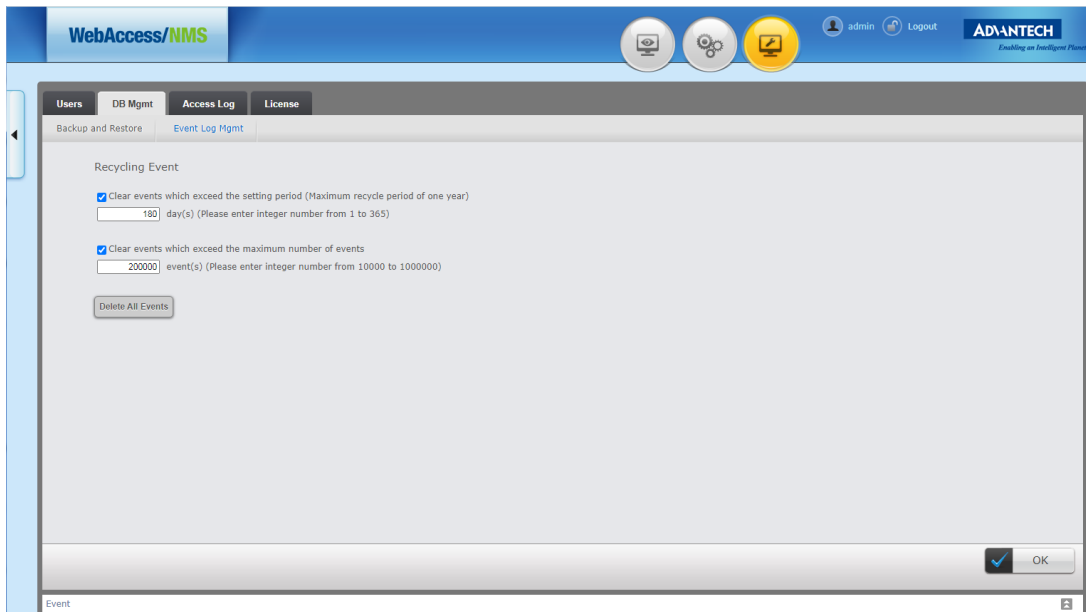 WebAccess/NMS
admin Logout
ADVANTECH
Enabling an Intelligent Planet
Users DB Mgmt Access Log License
Backup and Restore Event Log Mgmt
Recycling Event
Clear events which exceed the setting period (Maximum recycle period of one year)
180 day(s) (Please enter integer number from 1 to 365)
Clear events which exceed the maximum number of events
200000 event(s) (Please enter integer number from 10000 to 1000000)
Delete All Events
OK
Event